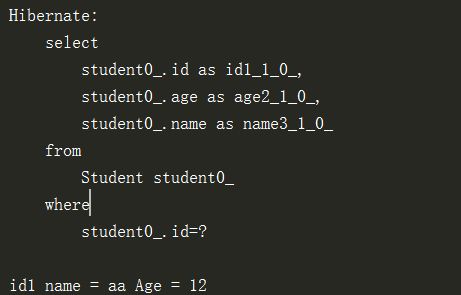 Hibernate:
    select
        student0_.id as id1_1_0_,
        student0_.age as age2_1_0_,
        student0_.name as name3_1_0_
    from
        Student student0_
    where
        student0_.id=?
id1 name = aa Age = 12